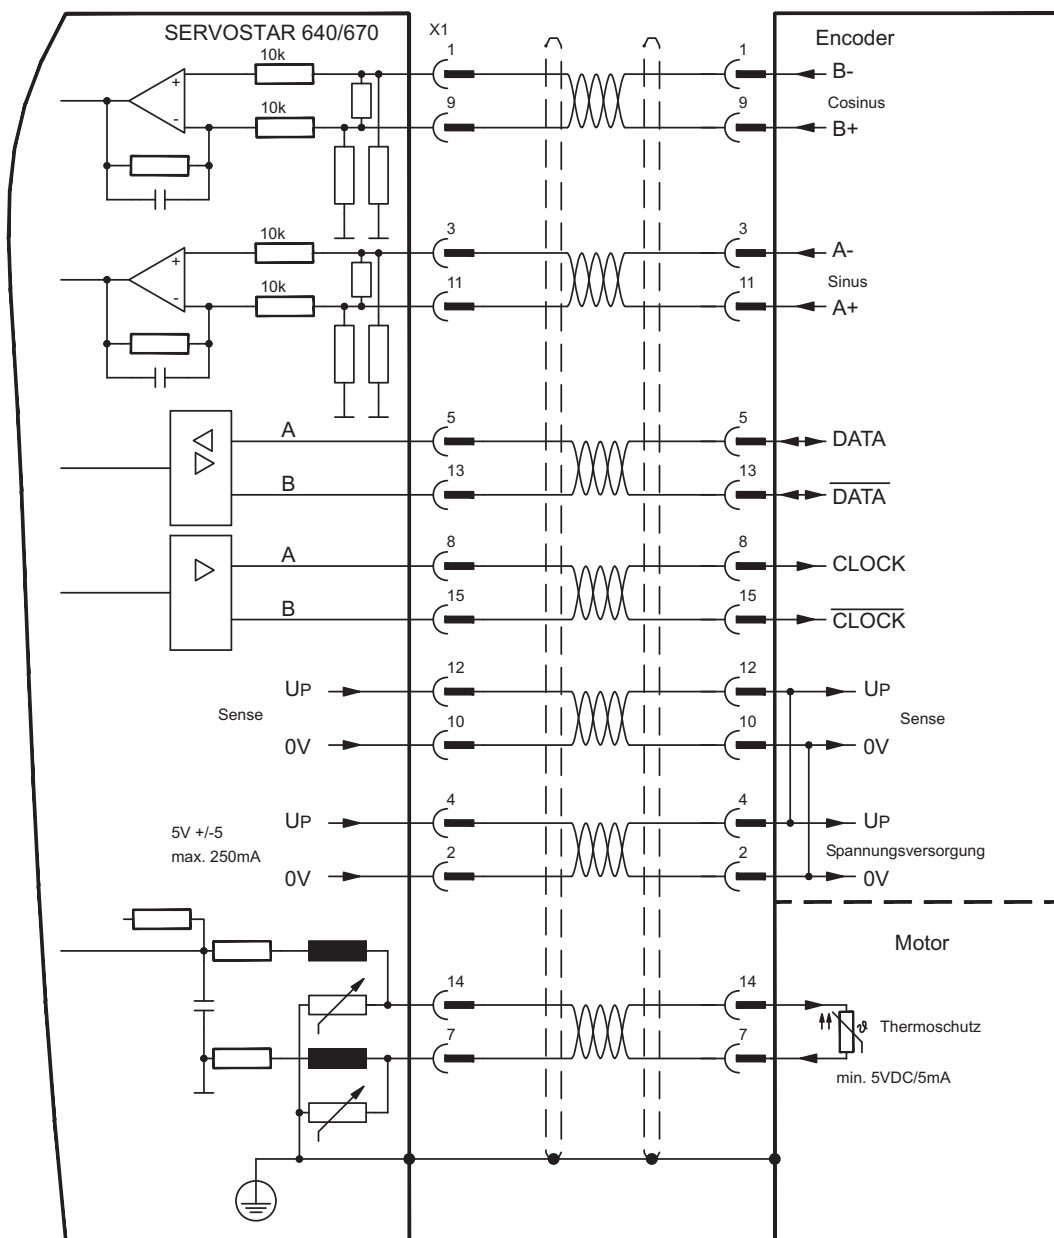 SERVOSTAR 640/670
X1
Encoder
10k
+
1
1
B-
Cosinus
10k
-
9
9
B+
10k
+
3
3
A-
Sinus
10k
-
11
11
A+
A
5
5
DATA
B
13
13
DATA
A
8
8
CLOCK
B
15
15
CLOCK
UP
12
12
UP
Sense
Sense
0V
10
10
0V
UP
4
4
UP
5V +/-5
max. 250mA
Spannungsversorgung
0V
2
2
0V
Motor
14
14
ϑ Thermoschutz
7
7
min. 5VDC/5mA